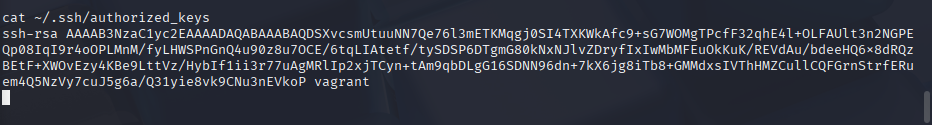 cat ~/.ssh/authorized_keys
ssh-rsa AAAAB3NzaC1yc2EAAAADAQABAAABAQDSXvcsmUtuuNN7Qe76l3mETKMqgj0SI4TXKWkAfc9+sG7WOMgTPcfF32qhE4l+OLFAUlt3n2NGPE
Qp08IqI9r4oOPLMnM/fyLHWSPnGnQ4u90z8u7OCE/6tqLIAtetf/tySDSP6DTgmG80kNxNJlvZDryfIxIwMbMFEuOkKuK/REVdAu/bdeeHQ6×8dRQz
BEtF+XWOvEzy4KBe9LttVz/HybIf1ii3r77uAgMRlIp2xjTCyn+tAm9qbDLgG16SDNN96dn+7kX6jg8iTb8+GMMdxsIVThHMZCullCQFGrnStrfERu
em4Q5NzVy7cuJ5g6a/Q31yie8vk9CNu3nEVkoP vagrant